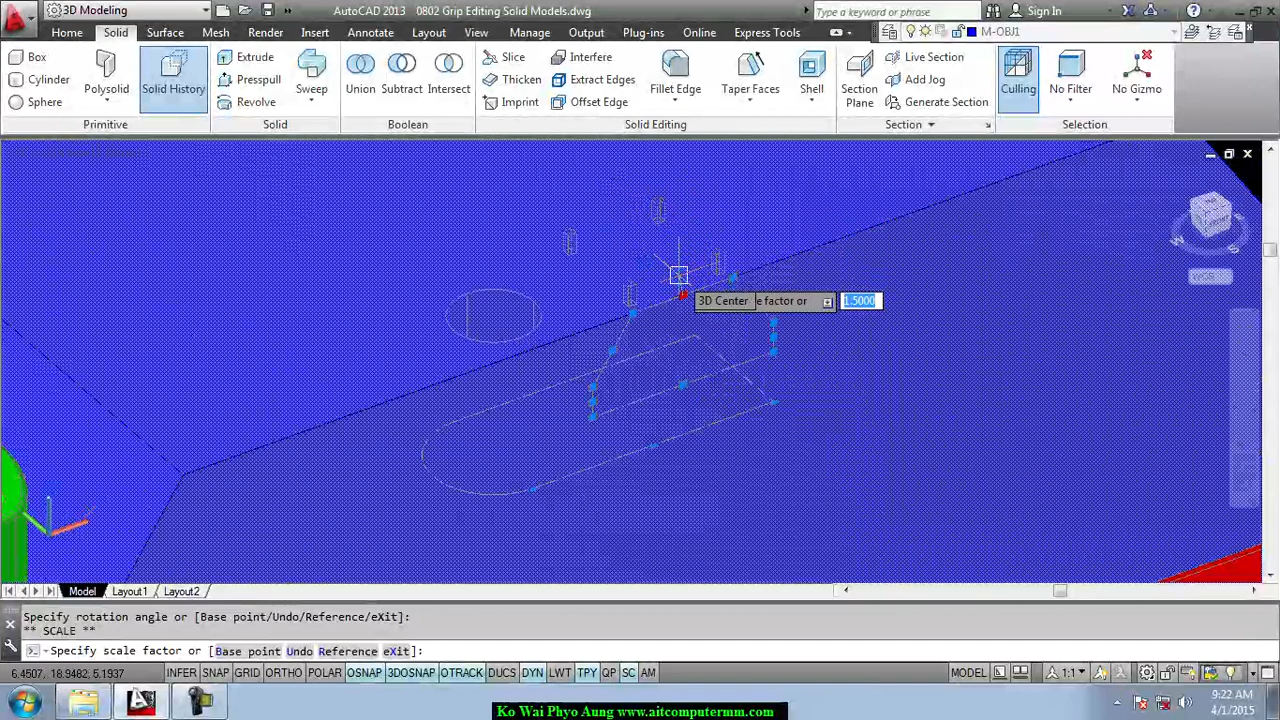 3D Modeling
AutoCAD 2013 0802 Grip Editing Solid Models.dwg
Type a keyword or phrase
Sign In
Home Solid Surface Insert Annotate Layout View Manage Output Plug-ins Online Express Tools
M-OBJ1
Box
Cylinder
Sphere
Polysolid
Solid History
Extrude
Presspull
Revolve
Sweep
Union
Subtract
Intersect
Slice
Thicken
Imprint
Interfere
Extract Edges
Offset Edge
Fillet Edge
Taper Faces
Shell
Section Plane
Live Section
Add Jog
Generate Section
Culling
No Filter
No Gizmo
Primitive Solid Boolean Solid Editing Section Selection
W S
WCS
3D Center e factor or 1.5000
Model Layout1 Layout2
Specify rotation angle or [Base point/Undo/Reference/eXit]:
** SCALE **
Specify scale factor or [Base point Undo Reference eXit]:
6.4507, 18.9482, 5.1937
INFER SNAP GRID ORTHO POLAR OSNAP 3DOSNAP OTRACK DUCS DYN LWT TPY QP SC AM
MODEL
1:1
9:22 AM
4/1/2015
Ko Wai Phyo Aung www.aitcomputermm.com